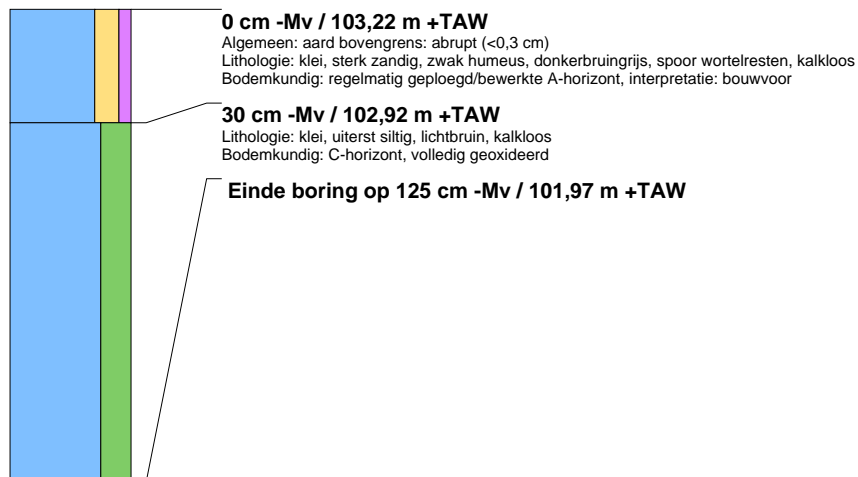 0 cm -Mv / 103,22 m +TAW
Algemeen: aard bovengrens: abrupt (<0,3 cm)
Lithologie: klei, sterk zandig, zwak humeus, donkerbruingrijs, spoor wortelresten, kalkloos
Bodemkundig: regelmatig geploegd/bewerkte A-horizont, interpretatie: bouwvoor
30 cm -Mv / 102,92 m +TAW
Lithologie: klei, uiterst siltig, lichtbruin, kalkloos
Bodemkundig: C-horizont, volledig geoxideerd
Einde boring op 125 cm -Mv / 101,97 m +TAW